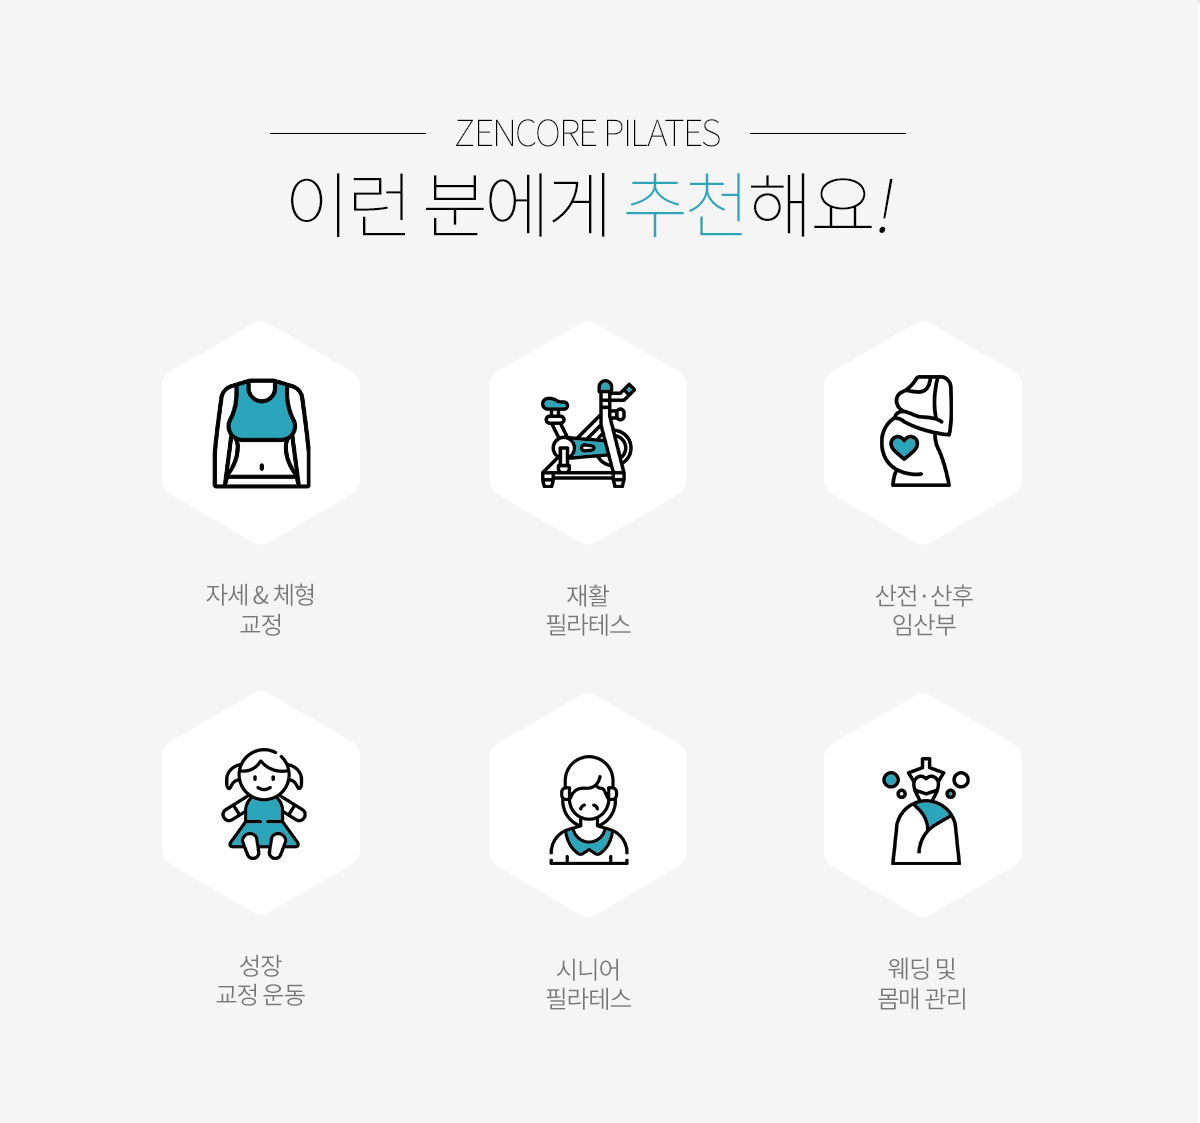 ZENCORE PILATES
이런 분에게 추천해요!
자세 & 체형
교정
재활
필라테스
산전 · 산후
임산부
성장
교정 운동
시니어
필라테스
웨딩 및
몸매 관리